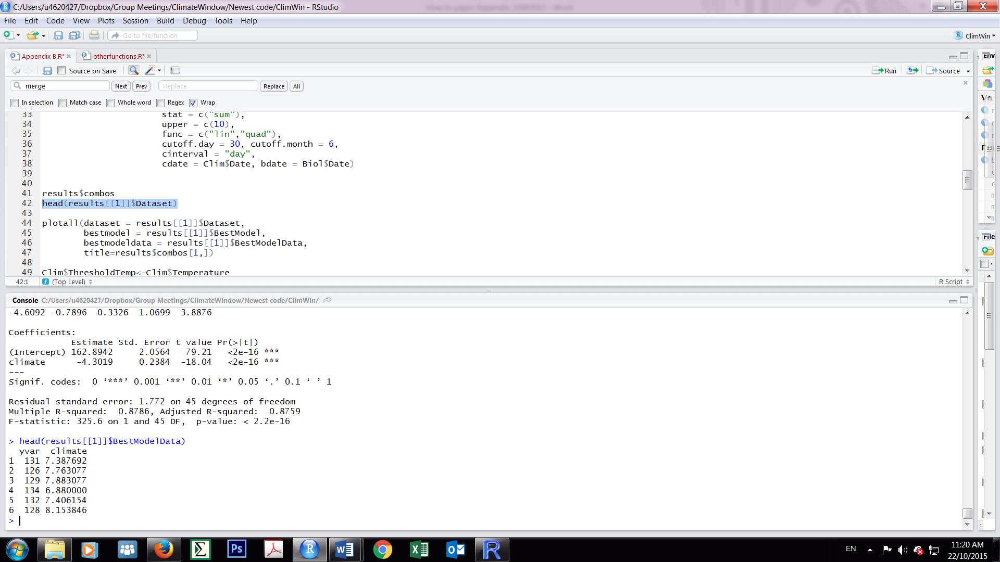 C:/Users/u4620427/Dropbox/Group Meetings/ClimateWindow/Newest code/ClimWin - RStudio
File Edit Code View Plots Session Build Debug Tools Help
Go to file/function
ClimWin
Appendix B.R* otherfunctions.R*
Env
Source on Save
Run Source
merge Next Prev Replace Replace All
In selection Match case Whole word Regex Wrap
33 stat = c("sum"),
34 upper = c(10),
35 func = c("lin","quad"),
36 cutoff.day = 30, cutoff.month = 6,
37 cinterval = "day",
38 cdate = Clim$Date, bdate = Biol$Date)
39
40
41 results$combos
42 head(results[[1]]$Dataset)
43
44 plotall(dataset = results[[1]]$Dataset,
45 bestmodel = results[[1]]$BestModel,
46 bestmodeldata = results[[1]]$BestModelData,
47 title=results$combos[1,])
48
49 Clim$ThresholdTemp<-Clim$Temperature
42:1 (Top Level) R Script
File
Console C:/Users/u4620427/Dropbox/Group Meetings/ClimateWindow/Newest code/ClimWin/
-4.6092 -0.7896 0.3326 1.0699 3.8876
Coefficients:
Estimate Std. Error t value Pr(>|t|)
(Intercept) 162.8942 2.0564 79.21 <2e-16 ***
climate -4.3019 0.2384 -18.04 <2e-16 ***
---
Signif. codes: 0 ‘***’ 0.001 ‘**’ 0.01 ‘*’ 0.05 ‘.’ 0.1 ‘ ’ 1
Residual standard error: 1.772 on 45 degrees of freedom
Multiple R-squared: 0.8786, Adjusted R-squared: 0.8759
F-statistic: 325.6 on 1 and 45 DF, p-value: < 2.2e-16
> head(results[[1]]$BestModelData)
yvar climate
1 131 7.387692
2 126 7.763077
3 129 7.883077
4 134 6.880000
5 132 7.406154
6 128 8.153846
>
EN
11:20 AM
22/10/2015